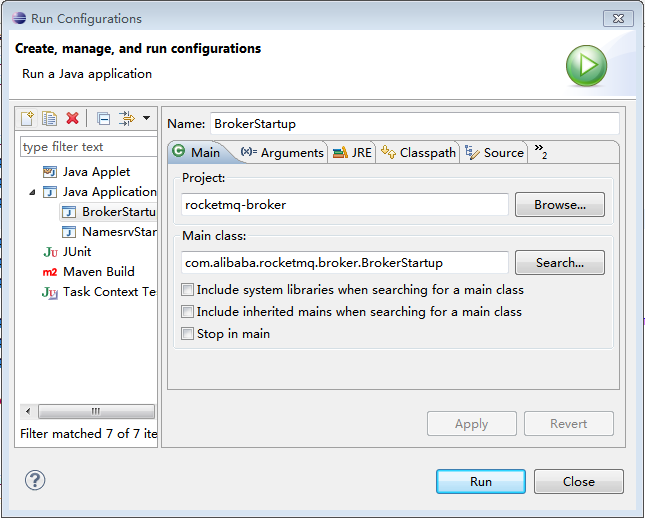 Run Configurations
Create, manage, and run configurations
Run a Java application
type filter text
Java Applet
Java Application
BrokerStartu
NamesrvStar
JUnit
Maven Build
Task Context Te
Filter matched 7 of 7 ite
Name: BrokerStartup
Main (x)= Arguments JRE Classpath Source »2
Project:
rocketmq-broker Browse...
Main class:
com.alibaba.rocketmq.broker.BrokerStartup Search...
Include system libraries when searching for a main class
Include inherited mains when searching for a main class
Stop in main
Apply Revert
Run Close